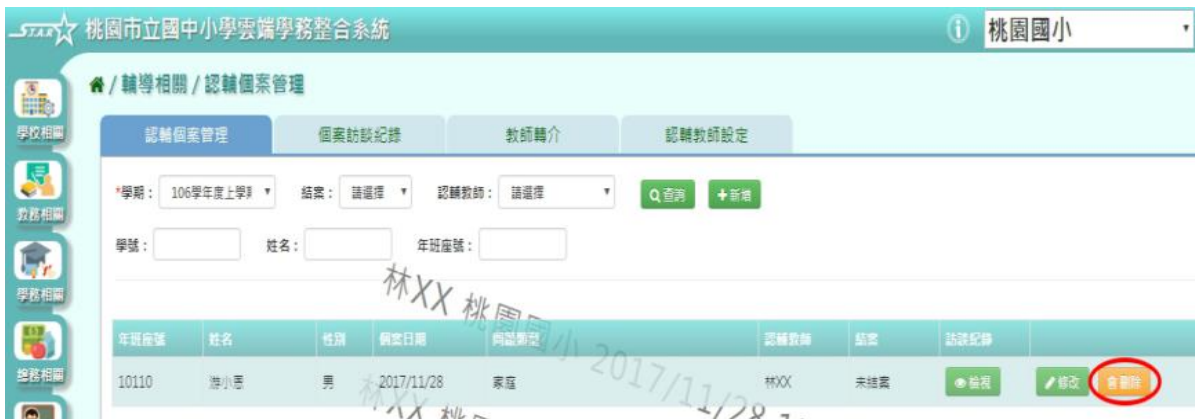 STAR 桃園市立國中小學雲端學務整合系統 桃園國小
學校相關
教務相關
學務相關
總務相關
/ 輔導相關 / 認輔個案管理
認輔個案管理 個案訪談紀錄 教師轉介 認輔教師設定
*學期： 106學年度上學期 結案： 請選擇 認輔教師： 請選擇 查詢 新增
學號： 姓名： 年班座號：
林XX 桃園國小 2017/11/28
年班座號 姓名 性別 個案日期 問題類型 認輔教師 結案 訪談紀錄
10110 游小恩 男 2017/11/28 家庭 林XX 未結案 檢視 修改 刪除
林XX 桃